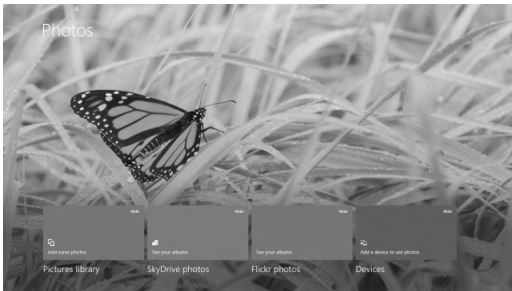 Photos
Hide
Hide
Hide
Hide
Add some photos
See your albums
See your albums
Add a device to see photos
Pictures library
SkyDrive photos
Flickr photos
Devices